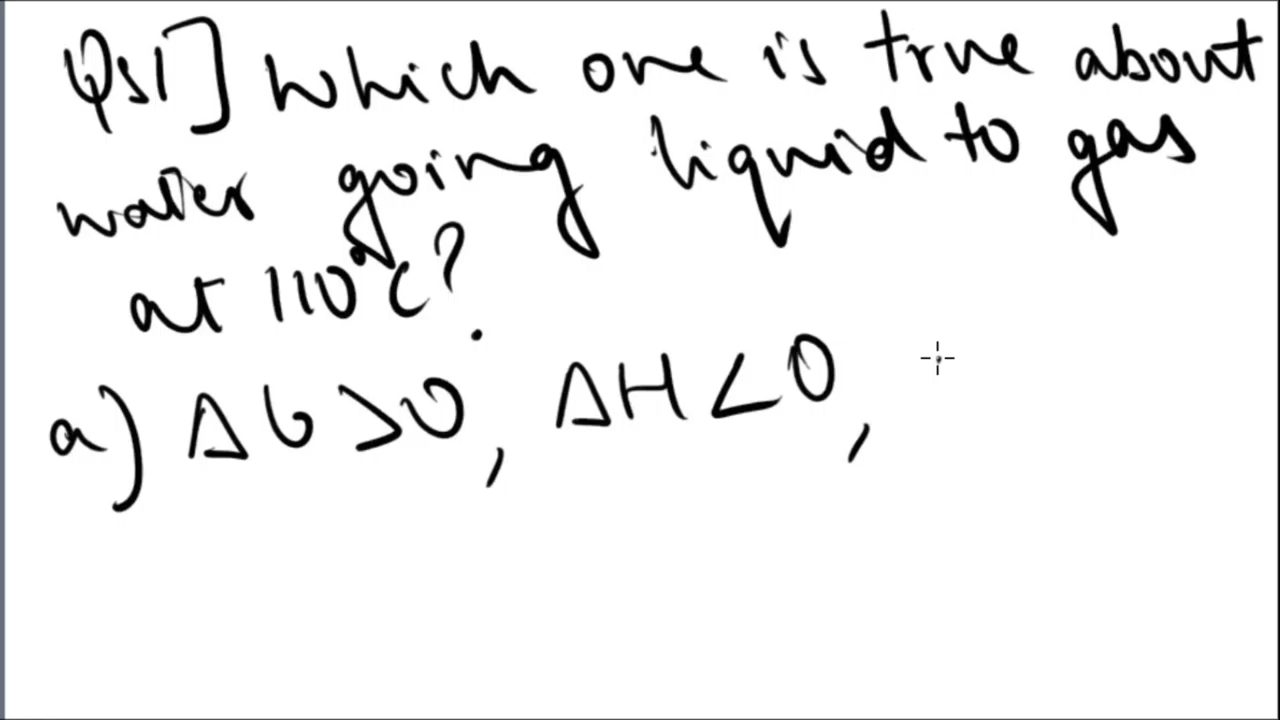 Q51] Which one is true about
water going liquid to gas
at 110°C?
a) ΔG>0, ΔH<0,